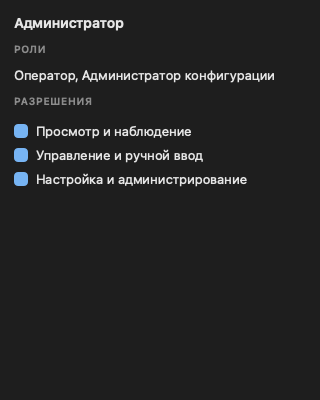 Администратор
РОЛИ
Оператор, Администратор конфигурации
РАЗРЕШЕНИЯ
Просмотр и наблюдение
Управление и ручной ввод
Настройка и администрирование